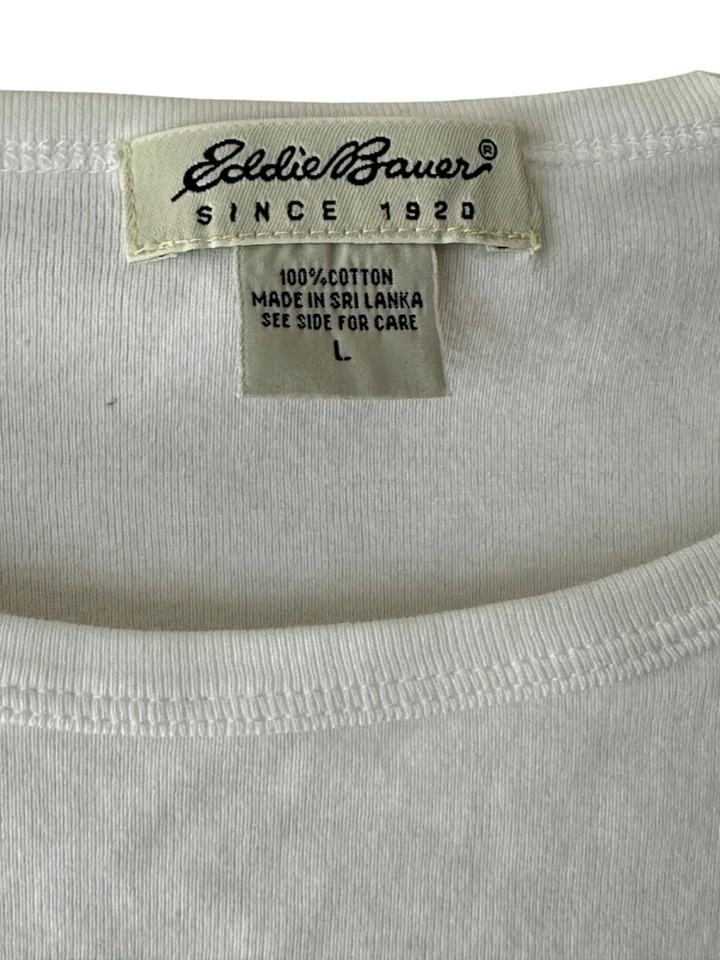 Eddie Bauer®
SINCE 1920
100% COTTON
MADE IN SRI LANKA
SEE SIDE FOR CARE
L